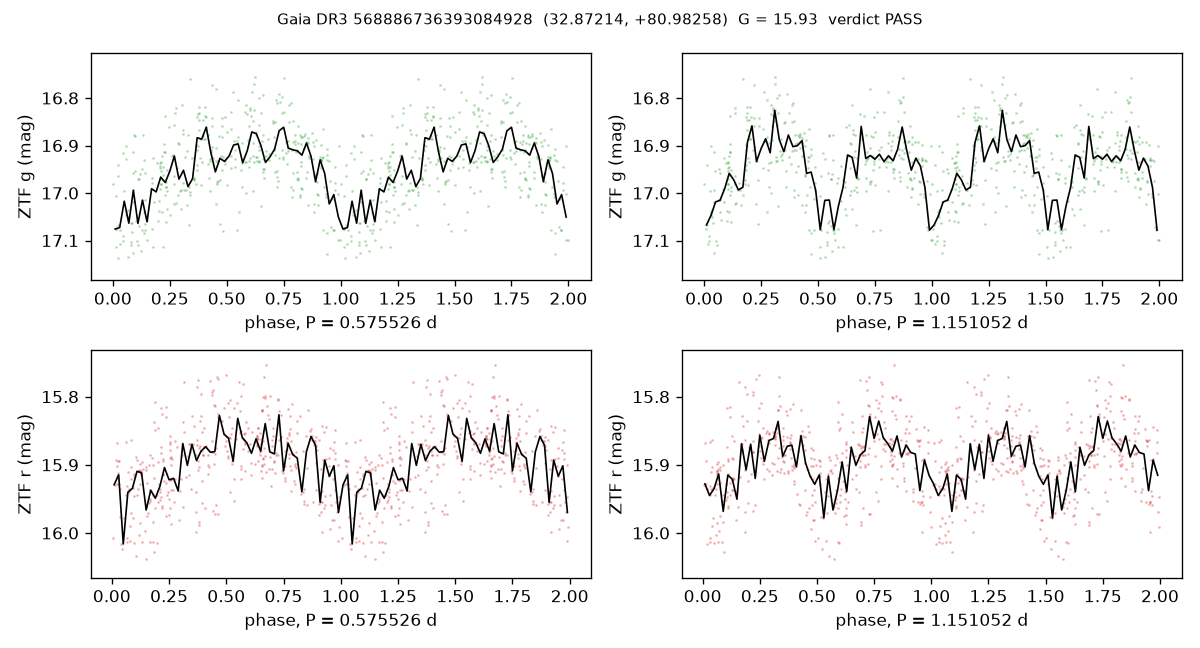 Gaia DR3 568886736393084928  (32.87214, +80.98258)  G = 15.93  verdict PASS
ZTF g (mag)
16.8
16.9
17.0
17.1
0.00 0.25 0.50 0.75 1.00 1.25 1.50 1.75 2.00
phase, P = 0.575526 d
ZTF g (mag)
16.8
16.9
17.0
17.1
0.00 0.25 0.50 0.75 1.00 1.25 1.50 1.75 2.00
phase, P = 1.151052 d
ZTF r (mag)
15.8
15.9
16.0
0.00 0.25 0.50 0.75 1.00 1.25 1.50 1.75 2.00
phase, P = 0.575526 d
ZTF r (mag)
15.8
15.9
16.0
0.00 0.25 0.50 0.75 1.00 1.25 1.50 1.75 2.00
phase, P = 1.151052 d